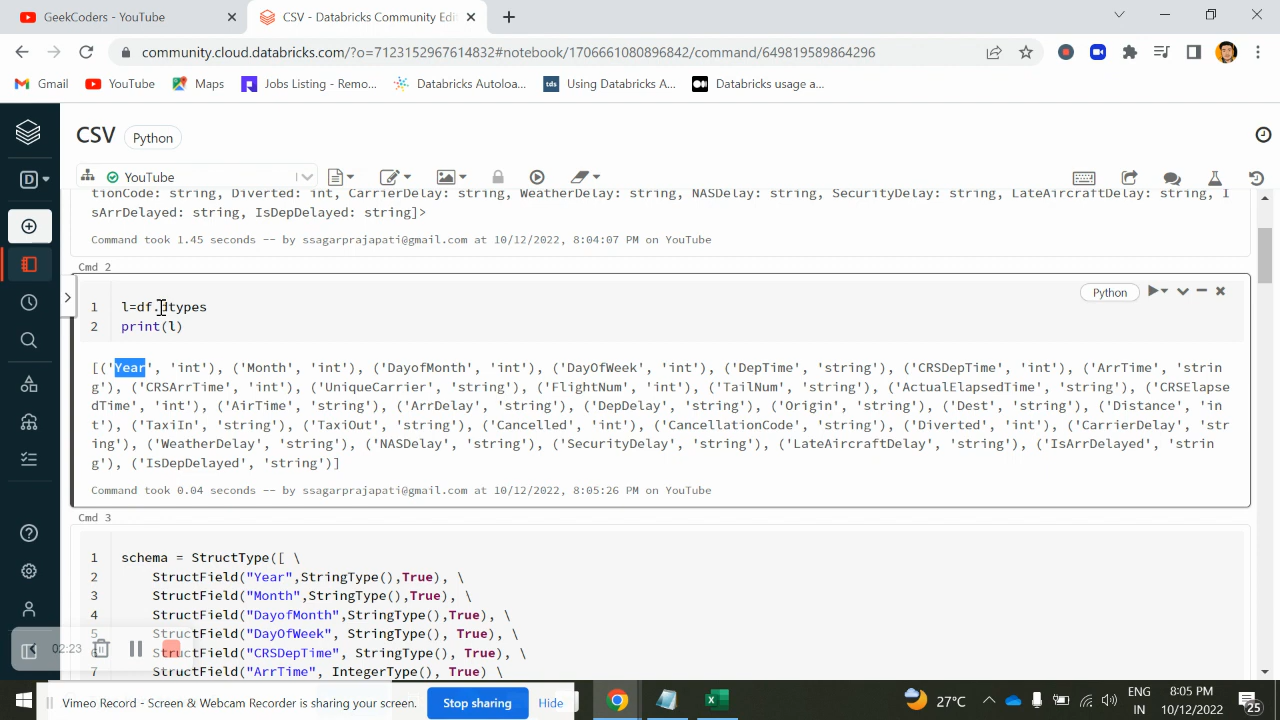 GeekCoders - YouTube
CSV - Databricks Community Edi
community.cloud.databricks.com/?o=7123152967614832#notebook/1706661080896842/command/649819589864296
Gmail YouTube Maps Jobs Listing - Remo... Databricks Autoloa... tds Using Databricks A... Databricks usage a...
CSV Python
D
YouTube
tionCode: string, Diverted: int, CarrierDelay: string, WeatherDelay: string, NASDelay: string, SecurityDelay: string, LateAircraftDelay: string, I
sArrDelayed: string, IsDepDelayed: string]>
Command took 1.45 seconds -- by ssagarprajapati@gmail.com at 10/12/2022, 8:04:07 PM on YouTube
Cmd 2
Python
1 l=df.dtypes
2 print(l)
[('Year', 'int'), ('Month', 'int'), ('DayofMonth', 'int'), ('DayOfWeek', 'int'), ('DepTime', 'string'), ('CRSDepTime', 'int'), ('ArrTime', 'strin
g'), ('CRSArrTime', 'int'), ('UniqueCarrier', 'string'), ('FlightNum', 'int'), ('TailNum', 'string'), ('ActualElapsedTime', 'string'), ('CRSElapse
dTime', 'int'), ('AirTime', 'string'), ('ArrDelay', 'string'), ('DepDelay', 'string'), ('Origin', 'string'), ('Dest', 'string'), ('Distance', 'in
t'), ('TaxiIn', 'string'), ('TaxiOut', 'string'), ('Cancelled', 'int'), ('CancellationCode', 'string'), ('Diverted', 'int'), ('CarrierDelay', 'str
ing'), ('WeatherDelay', 'string'), ('NASDelay', 'string'), ('SecurityDelay', 'string'), ('LateAircraftDelay', 'string'), ('IsArrDelayed', 'strin
g'), ('IsDepDelayed', 'string')]
Command took 0.04 seconds -- by ssagarprajapati@gmail.com at 10/12/2022, 8:05:26 PM on YouTube
Cmd 3
1 schema = StructType([ \
2 StructField("Year",StringType(),True), \
3 StructField("Month",StringType(),True), \
4 StructField("DayofMonth",StringType(),True), \
5 StructField("DayOfWeek", StringType(), True), \
6 StructField("CRSDepTime", StringType(), True), \
7 StructField("ArrTime", IntegerType(), True) \
02:23
Vimeo Record - Screen & Webcam Recorder is sharing your screen. Stop sharing Hide
27°C
ENG
IN
8:05 PM
10/12/2022
25